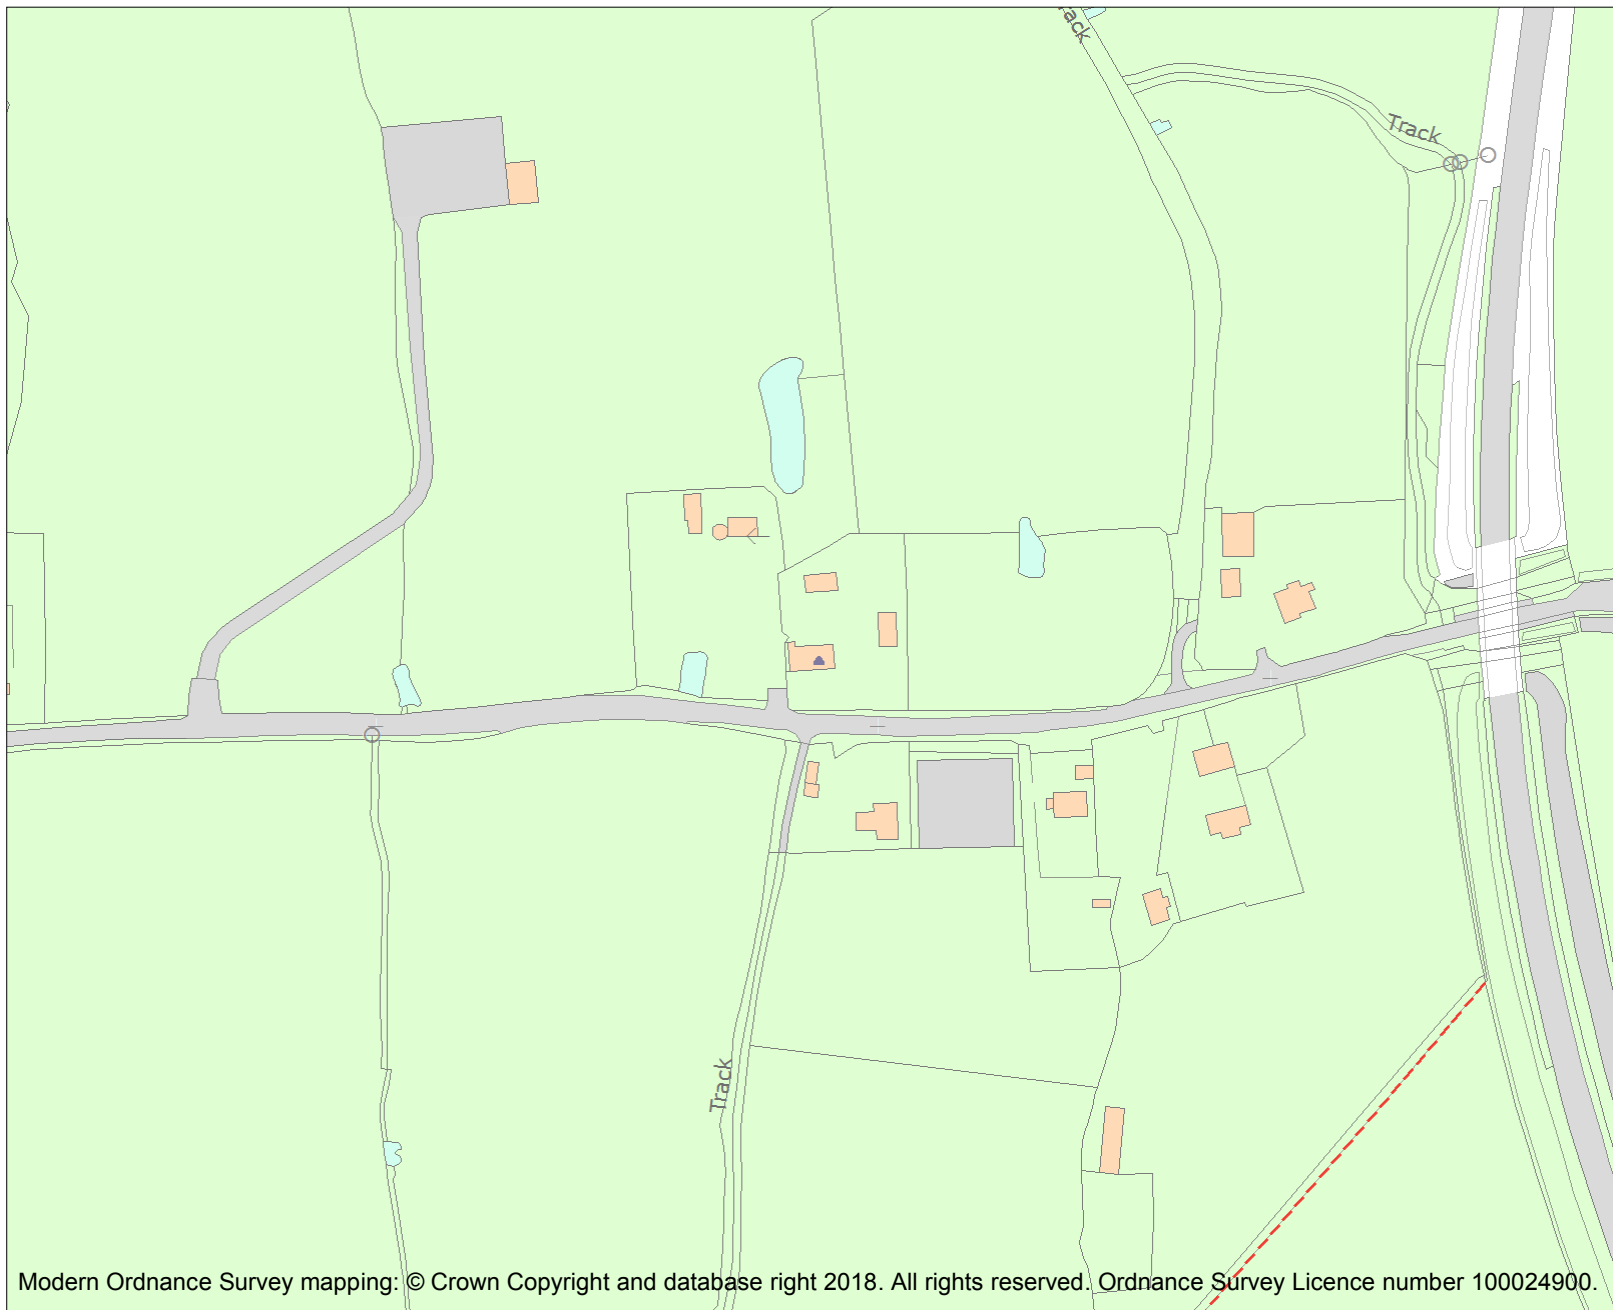 Track
Track
Modern Ordnance Survey mapping: © Crown Copyright and database right 2018. All rights reserved. Ordnance Survey Licence number 100024900.